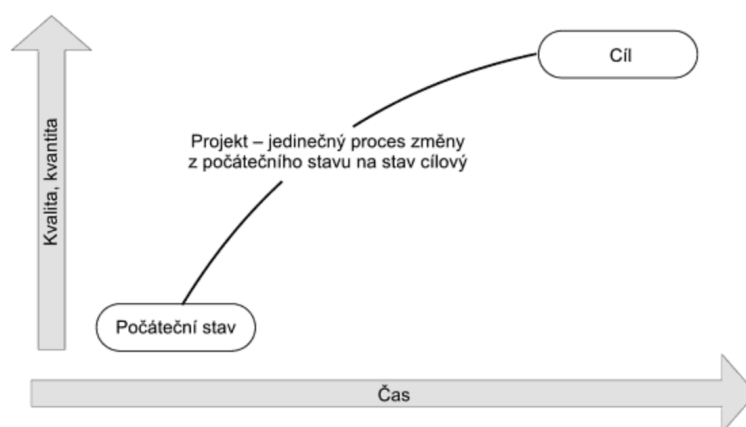 Cíl
Projekt – jedinečný proces změny
z počátečního stavu na stav cílový
Kvalita, kvantita
Počáteční stav
Čas